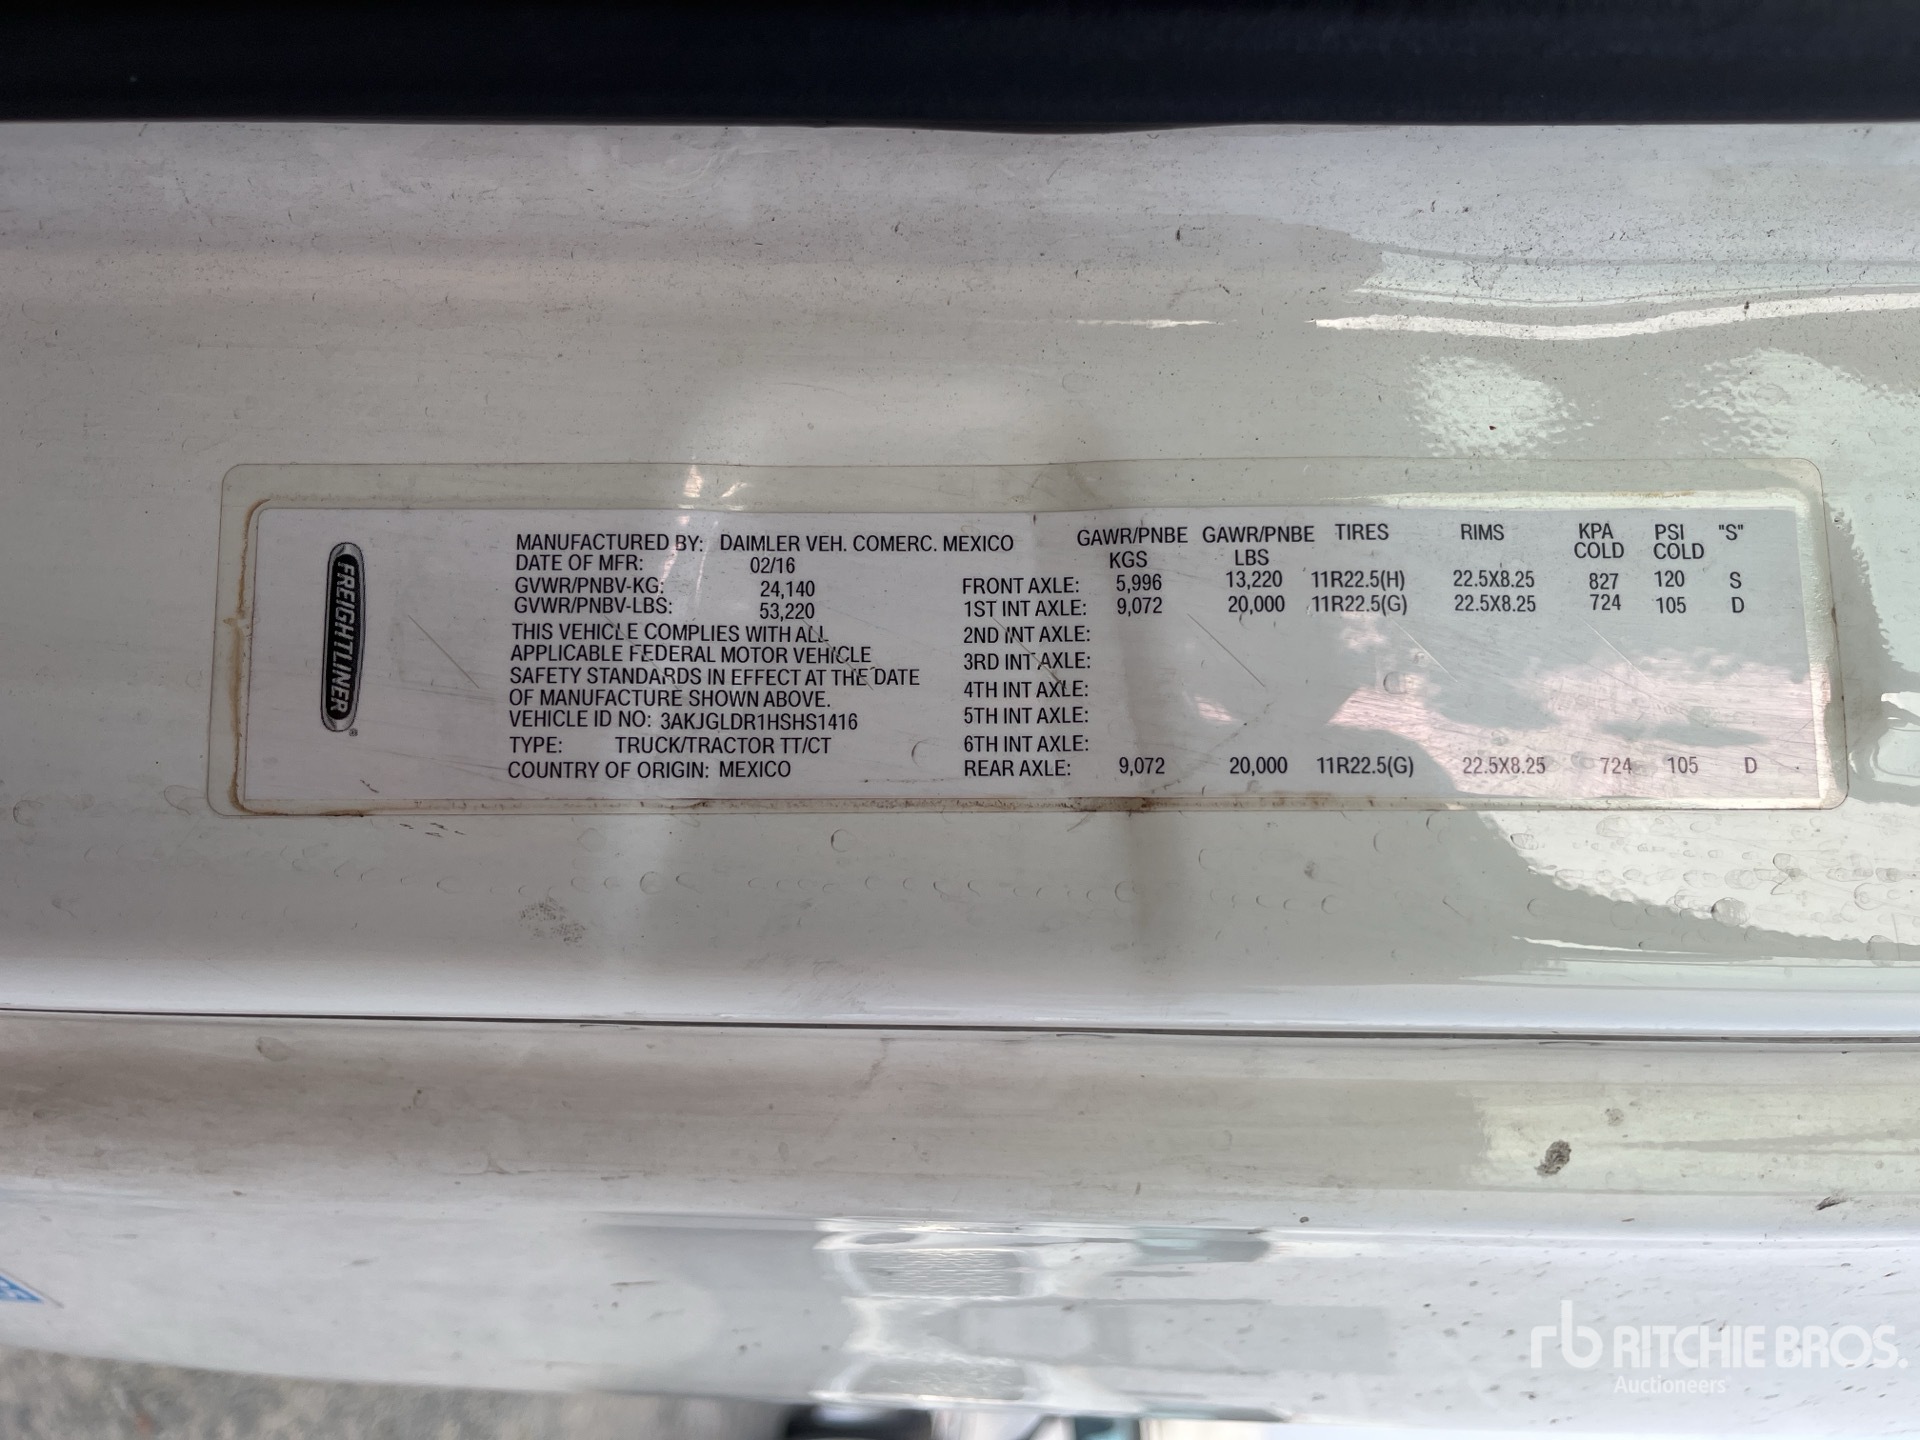 FREIGHTLINER®
MANUFACTURED BY: DAIMLER VEH. COMERC. MEXICO
DATE OF MFR: 02/16
GVWR/PNBV-KG: 24,140
GVWR/PNBV-LBS: 53,220
THIS VEHICLE COMPLIES WITH ALL
APPLICABLE FEDERAL MOTOR VEHICLE
SAFETY STANDARDS IN EFFECT AT THE DATE
OF MANUFACTURE SHOWN ABOVE.
VEHICLE ID NO: 3AKJGLDR1HSHS1416
TYPE: TRUCK/TRACTOR TT/CT
COUNTRY OF ORIGIN: MEXICO
GAWR/PNBE GAWR/PNBE TIRES RIMS KPA PSI "S"
KGS LBS COLD COLD
FRONT AXLE: 5,996 13,220 11R22.5(H) 22.5X8.25 827 120 S
1ST INT AXLE: 9,072 20,000 11R22.5(G) 22.5X8.25 724 105 D
2ND INT AXLE:
3RD INT AXLE:
4TH INT AXLE:
5TH INT AXLE:
6TH INT AXLE:
REAR AXLE: 9,072 20,000 11R22.5(G) 22.5X8.25 724 105 D
rb RITCHIE BROS.
Auctioneers